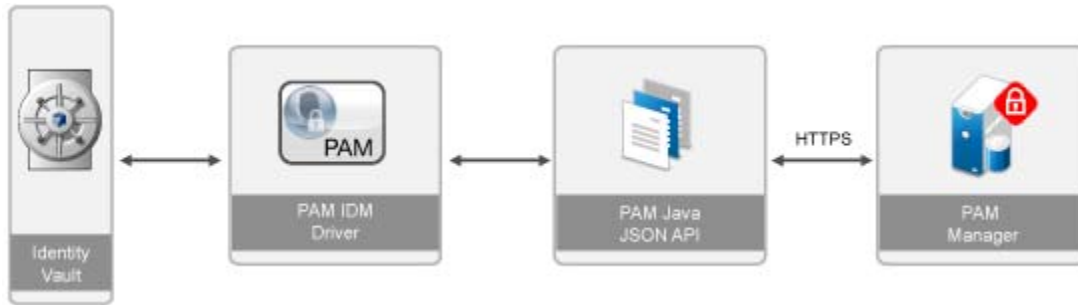 Identity
Vault
PAM
PAM IDM
Driver
PAM Java
JSON API
HTTPS
PAM
Manager